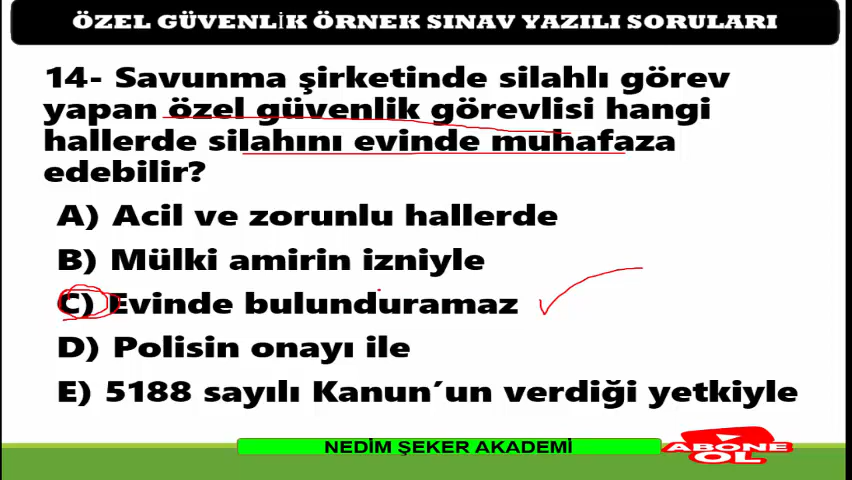 ÖZEL GÜVENLİK ÖRNEK SINAV YAZILI SORULARI
14- Savunma şirketinde silahlı görev
yapan özel güvenlik görevlisi hangi
hallerde silahını evinde muhafaza
edebilir?
A) Acil ve zorunlu hallerde
B) Mülki amirin izniyle
C) Evinde bulunduramaz
D) Polisin onayı ile
E) 5188 sayılı Kanun´un verdiği yetkiyle
NEDİM ŞEKER AKADEMİ
ABONE
OL